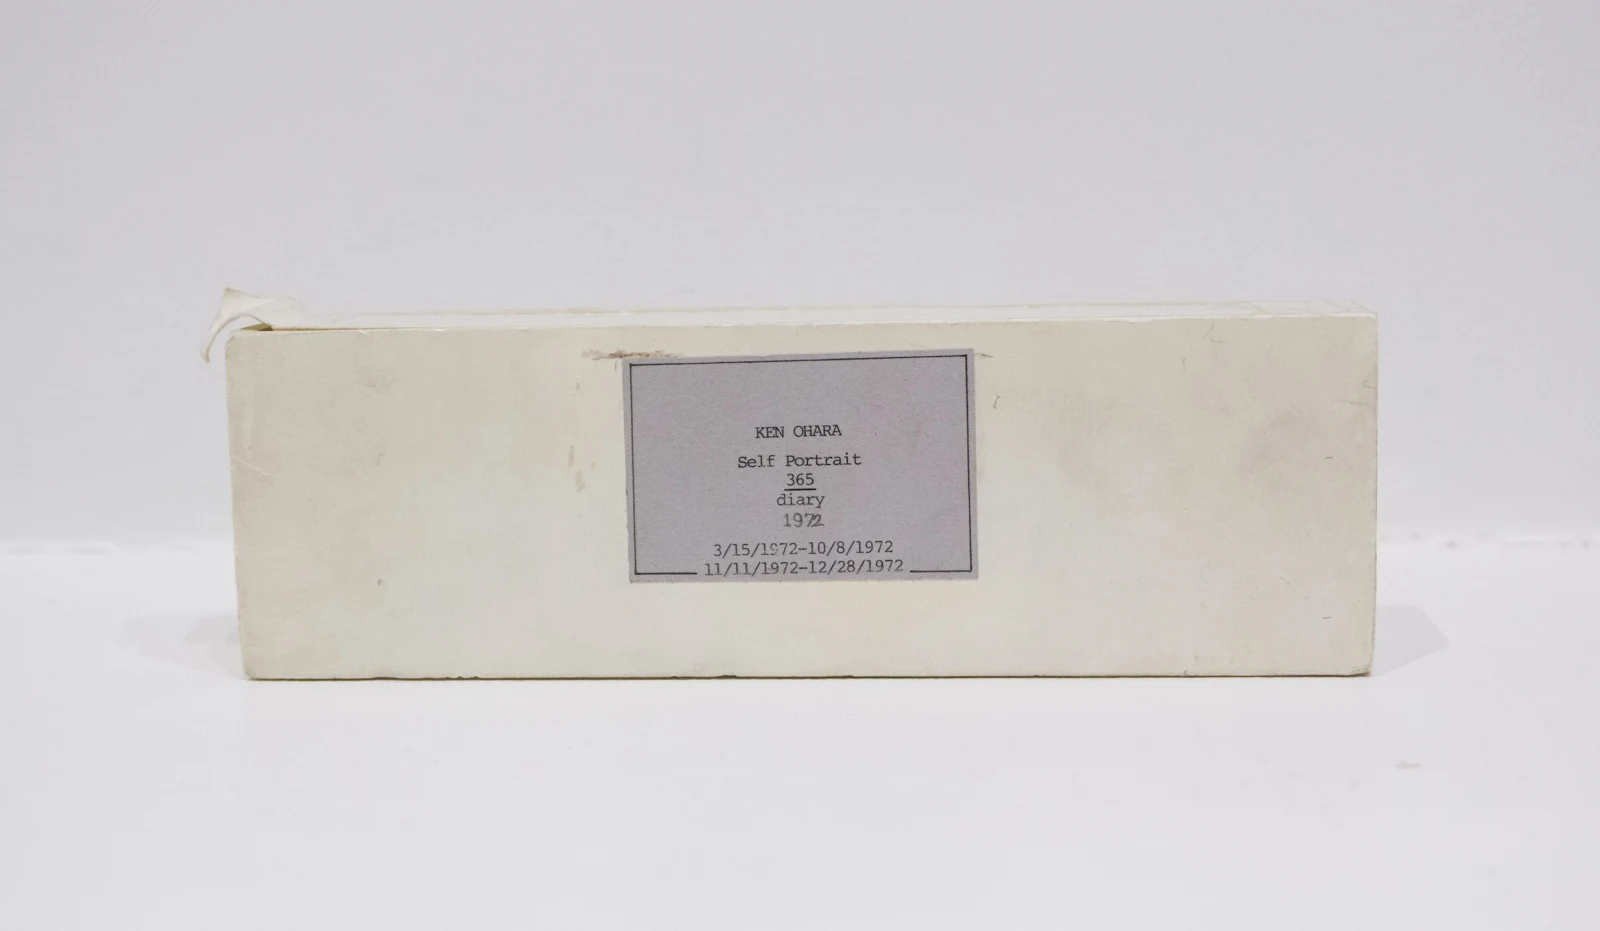 KEN OHARA
Self Portrait
365
diary
1972
3/15/1972-10/8/1972
11/11/1972-12/28/1972